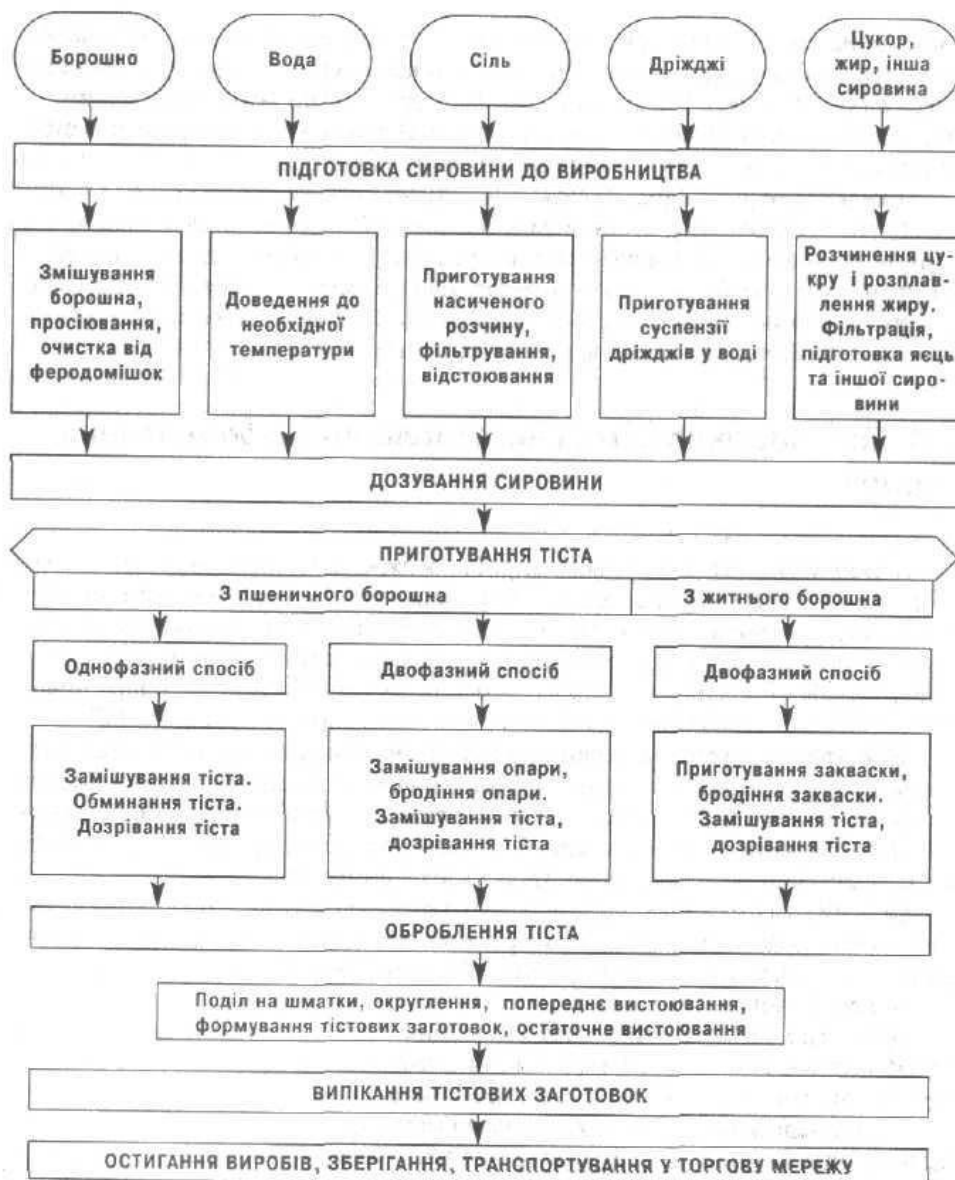 Борошно
Вода
Сіль
Дріжджі
Цукор,
жир, інша
сировина
ПІДГОТОВКА СИРОВИНИ ДО ВИРОБНИЦТВА
Змішування
борошна,
просіювання,
очистка від
феродомішок
Доведення до
необхідної
температури
Приготування
насиченого
розчину,
фільтрування,
відстоювання
Приготування
суспензії
дріжджів у воді
Розчинення цу-
кру і розплав-
лення жиру.
Фільтрація,
підготовка яєць
та іншої сиро-
вини
ДОЗУВАННЯ СИРОВИНИ
ПРИГОТУВАННЯ ТІСТА
З пшеничного борошна
З житнього борошна
Однофазний спосіб
Двофазний спосіб
Двофазний спосіб
Замішування тіста.
Обминання тіста.
Дозрівання тіста
Замішування опари,
бродіння опари.
Замішування тіста,
дозрівання тіста
Приготування закваски,
бродіння закваски.
Замішування тіста,
дозрівання тіста
ОБРОБЛЕННЯ ТІСТА
Поділ на шматки, округлення, попереднє вистоювання,
формування тістових заготовок, остаточне вистоювання
ВИПІКАННЯ ТІСТОВИХ ЗАГОТОВОК
ОСТИГАННЯ ВИРОБІВ, ЗБЕРІГАННЯ, ТРАНСПОРТУВАННЯ У ТОРГОВУ МЕРЕЖУ